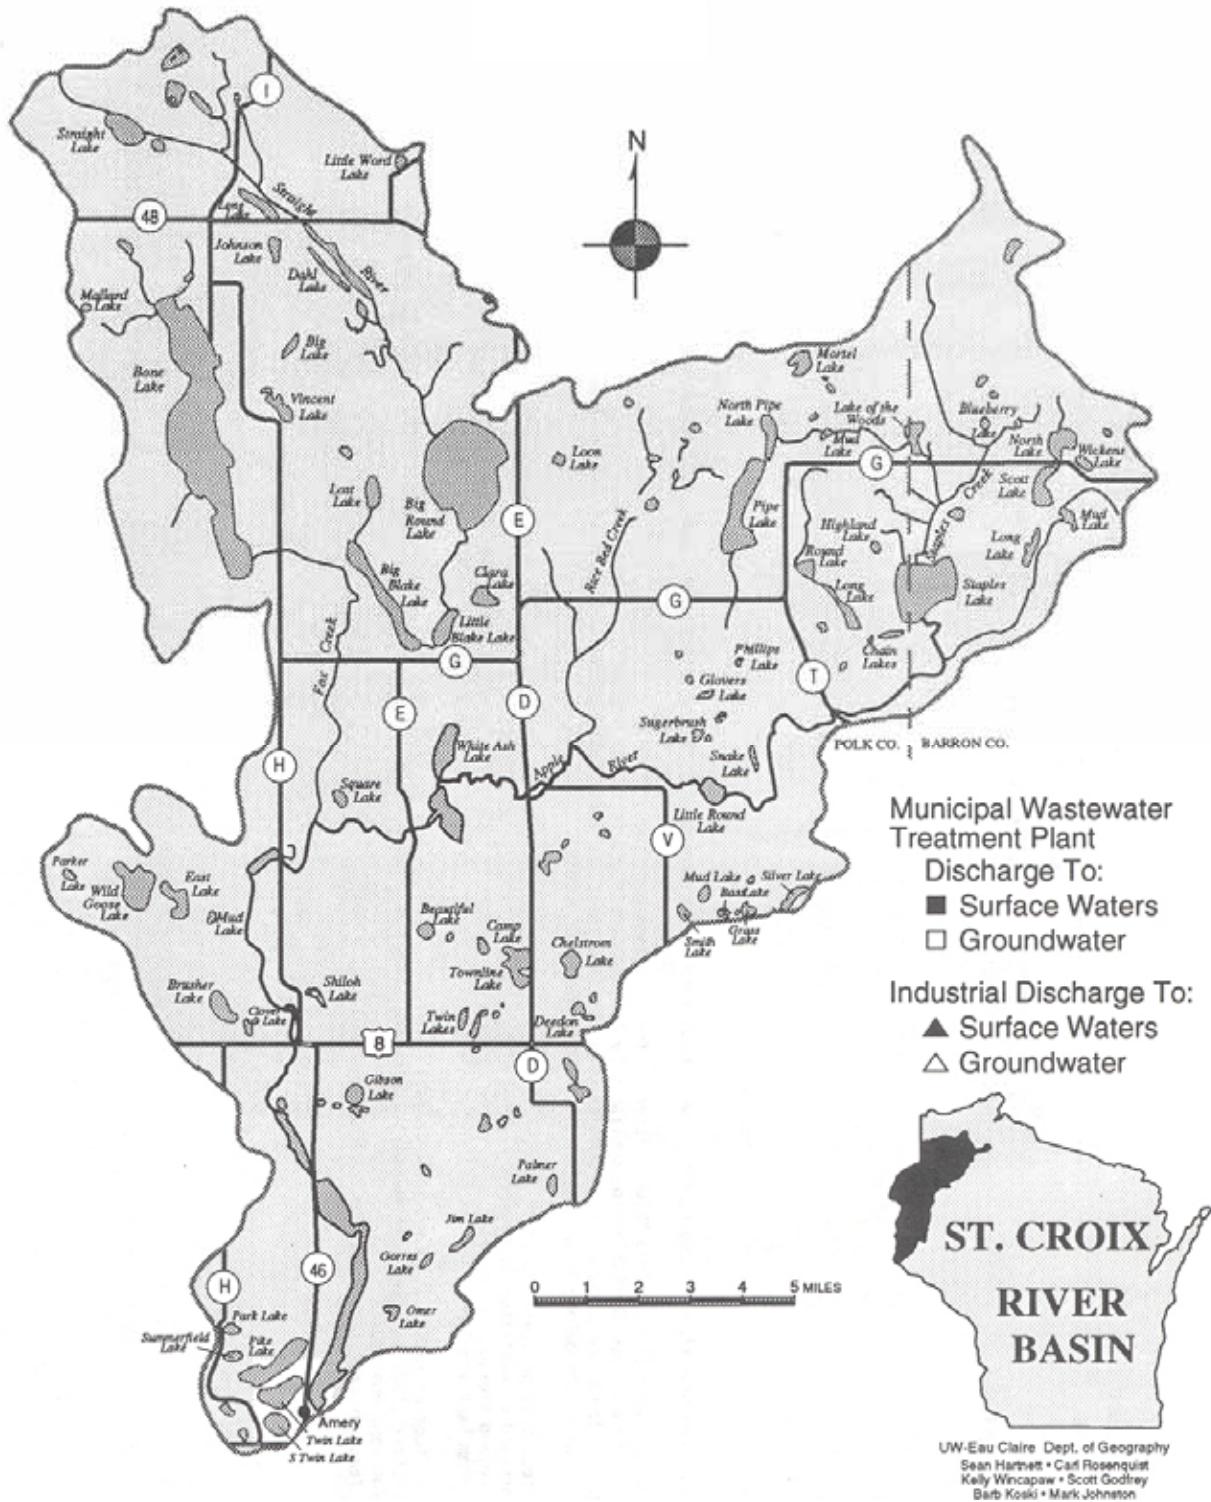 I
Straight
Lake
Little Word
Lake
N
Straight
48
Long
Lake
Johnson
Lake
Dahl
Lake
River
Mallard
Lake
Big
Lake
Bone
Lake
Mortel
Lake
Vincent
Lake
North Pipe
Lake
Lake of the
Woods
Blueberry
Lake
Mud
Lake
North
Lake
Wickens
Lake
Loon
Lake
G
Creek
Scott
Lake
Lost
Lake
Big
Round
Lake
E
Pipe
Lake
Mud
Lake
Rice Bed Creek
Highland
Lake
Staples
Long
Lake
Round
Lake
Big
Blake
Lake
Clara
Lake
Long
Lake
Staples
Lake
G
Little
Blake Lake
Creek
Fox
G
Phillips
Lake
Chain
Lakes
T
Glovers
Lake
E
D
Sugerbrush
Lake
White Ash
Lake
POLK CO.
BARRON CO.
H
Apple
River
Snake
Lake
Square
Lake
Little Round
Lake
Municipal Wastewater
Treatment Plant
Discharge To:
Surface Waters
Groundwater
V
Parker
Lake
Wild
Goose
Lake
East
Lake
Mud Lake
Silver Lake
Bass Lake
Mud
Lake
Beautiful
Lake
Camp
Lake
Smith
Lake
Grass
Lake
Chelstrom
Lake
Townline
Lake
Brusher
Lake
Shiloh
Lake
Clover
Lake
Twin
Lakes
Deedon
Lake
Industrial Discharge To:
Surface Waters
Groundwater
8
D
Gibson
Lake
Palmer
Lake
Jim Lake
Gorres
Lake
46
H
0 1 2 3 4 5 MILES
Omer
Lake
Park Lake
Summerfield
Lake
Pike
Lake
Amery
Twin Lake
S Twin Lake
ST. CROIX
RIVER
BASIN
UW-Eau Claire Dept. of Geography
Sean Hartnett • Carl Rosenquist
Kelly Wincapaw • Scott Godfrey
Barb Koski • Mark Johnston